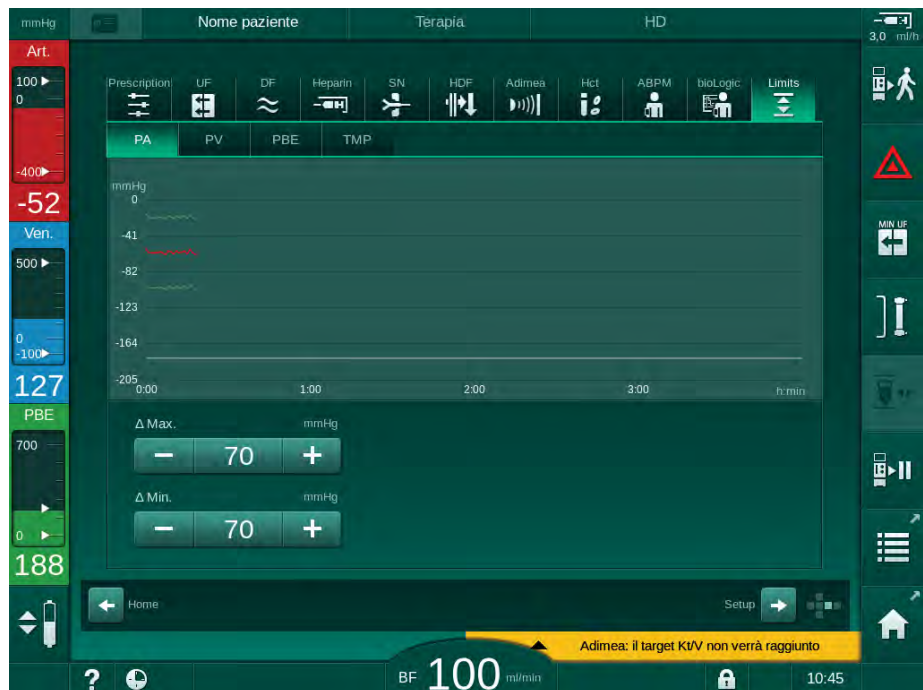 mmHg
Nome paziente
Terapia
HD
3,0 ml/h
Art.
100
0
-400
-52
Ven.
500
0
-100
127
PBE
700
0
188
Prescription UF DF Heparin SN HDF Adimea Hct ABPM bioLogic Limits
PA PV PBE TMP
mmHg
0
-41
-82
-123
-164
-205
0:00 1:00 2:00 3:00 h:min
Δ Max. mmHg
− 70 +
Δ Min. mmHg
− 70 +
MIN UF
Home
Setup
Adimea: il target Kt/V non verrà raggiunto
? BF 100 ml/min 10:45